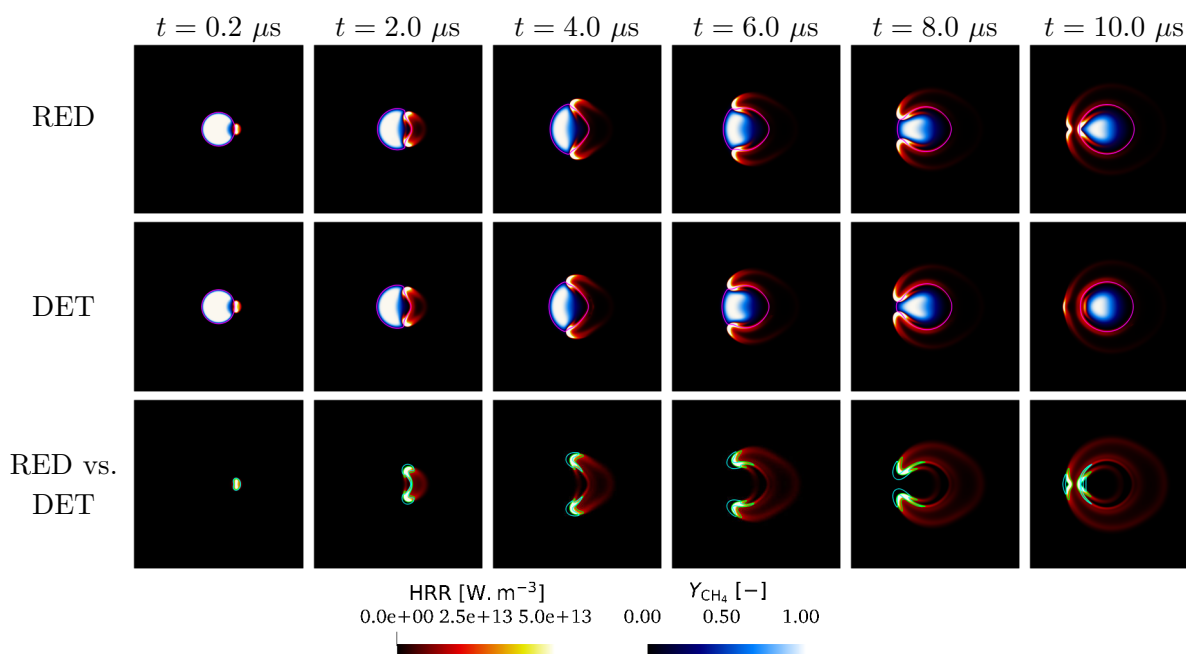 t = 0.2 μs t = 2.0 μs t = 4.0 μs t = 6.0 μs t = 8.0 μs t = 10.0 μs
RED
DET
RED vs.
DET
HRR [W. m⁻³] Y_CH₄ [−]
0.0e+00 2.5e+13 5.0e+13 0.00 0.50 1.00